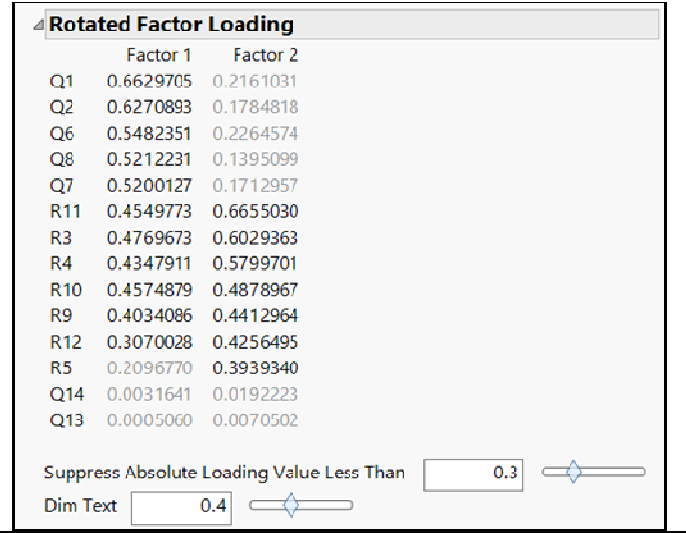 Rotated Factor Loading
Factor 1 Factor 2
Q1 0.6629705 0.2161031
Q2 0.6270893 0.1784818
Q6 0.5482351 0.2264574
Q8 0.5212231 0.1395099
Q7 0.5200127 0.1712957
R11 0.4549773 0.6655030
R3 0.4769673 0.6029363
R4 0.4347911 0.5799701
R10 0.4574879 0.4878967
R9 0.4034086 0.4412964
R12 0.3070028 0.4256495
R5 0.2096770 0.3939340
Q14 0.0031641 0.0192223
Q13 0.0005060 0.0070502
Suppress Absolute Loading Value Less Than 0.3
Dim Text 0.4